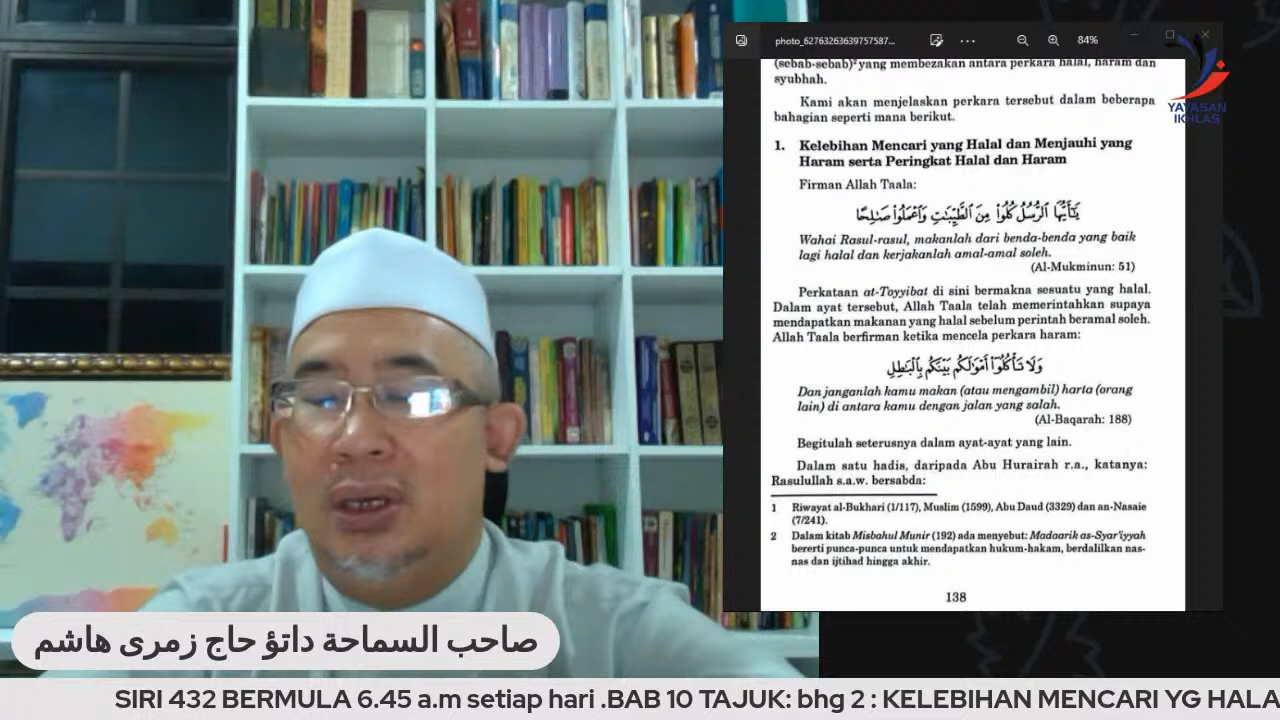 photo_62763263639757587...
84%
YAYASAN
IKHLAS
(sebab-sebab)² yang membezakan antara perkara halal, haram dan
syubhah.
Kami akan menjelaskan perkara tersebut dalam beberapa
bahagian seperti mana berikut.
1. Kelebihan Mencari yang Halal dan Menjauhi yang
Haram serta Peringkat Halal dan Haram
Firman Allah Taala:
يَـٰٓأَيُّهَا ٱلرُّسُلُ كُلُوا۟ مِنَ ٱلطَّيِّبَـٰتِ وَٱعْمَلُوا۟ صَـٰلِحًا
Wahai Rasul-rasul, makanlah dari benda-benda yang baik
lagi halal dan kerjakanlah amal-amal soleh.
(Al-Mukminun: 51)
Perkataan at-Toyyibat di sini bermakna sesuatu yang halal.
Dalam ayat tersebut, Allah Taala telah memerintahkan supaya
mendapatkan makanan yang halal sebelum perintah beramal soleh.
Allah Taala berfirman ketika mencela perkara haram:
وَلَا تَأْكُلُوٓا۟ أَمْوَٰلَكُم بَيْنَكُم بِٱلْبَـٰطِلِ
Dan janganlah kamu makan (atau mengambil) harta (orang
lain) di antara kamu dengan jalan yang salah.
(Al-Baqarah: 188)
Begitulah seterusnya dalam ayat-ayat yang lain.
Dalam satu hadis, daripada Abu Hurairah r.a., katanya:
Rasulullah s.a.w. bersabda:
1 Riwayat al-Bukhari (1/117), Muslim (1599), Abu Daud (3329) dan an-Nasaie
(7/241).
2 Dalam kitab Misbahul Munir (192) ada menyebut: Madaarik as-Syar'iyyah
bererti punca-punca untuk mendapatkan hukum-hakam, berdalilkan nas-
nas dan ijtihad hingga akhir.
138
صاحب السماحة داتؤ حاج زمرى هاشم
SIRI 432 BERMULA 6.45 a.m setiap hari .BAB 10 TAJUK: bhg 2 : KELEBIHAN MENCARI YG HALA